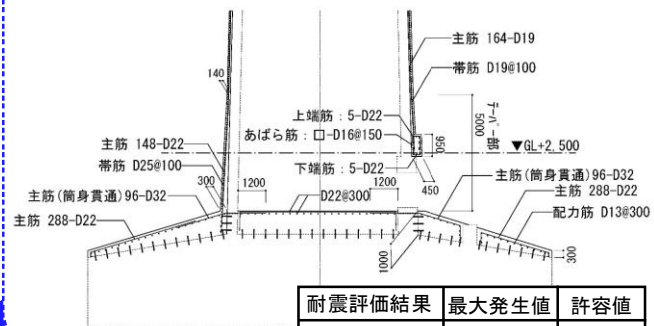 主筋 164-D19
帯筋 D19@100
140
上端筋：5-D22
あばら筋：□-D16@150
950
テーパー部
5000
▼GL+2,500
主筋 148-D22
下端筋：5-D22
450
帯筋 D25@100
300
1200
1200
主筋(筒身貫通)96-D32
主筋(筒身貫通)96-D32
D22@300
主筋 288-D22
主筋 288-D22
配力筋 D13@300
1000
300
耐震評価結果 最大発生値 許容値